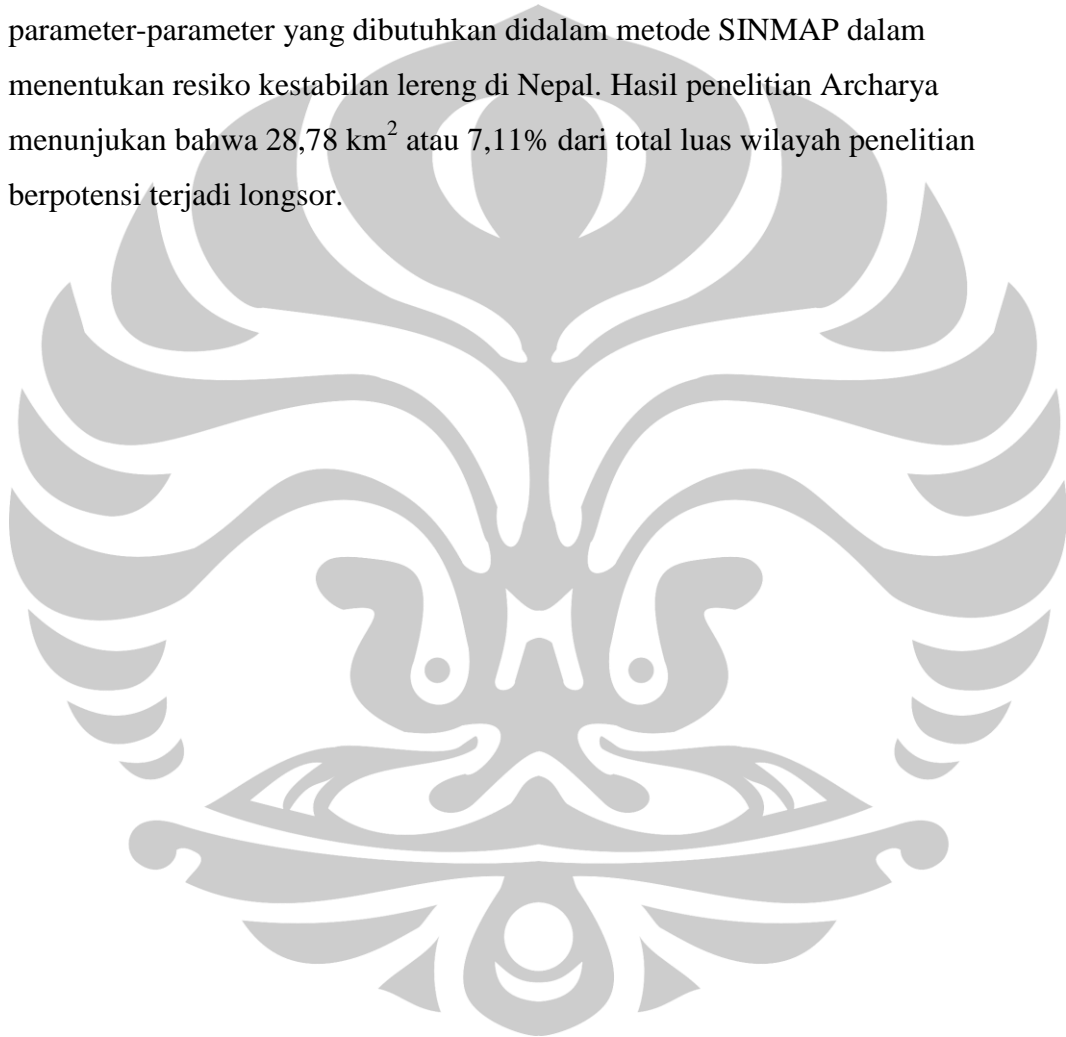 parameter-parameter yang dibutuhkan didalam metode SINMAP dalam
menentukan resiko kestabilan lereng di Nepal. Hasil penelitian Archarya
menunjukan bahwa 28,78 km² atau 7,11% dari total luas wilayah penelitian
berpotensi terjadi longsor.